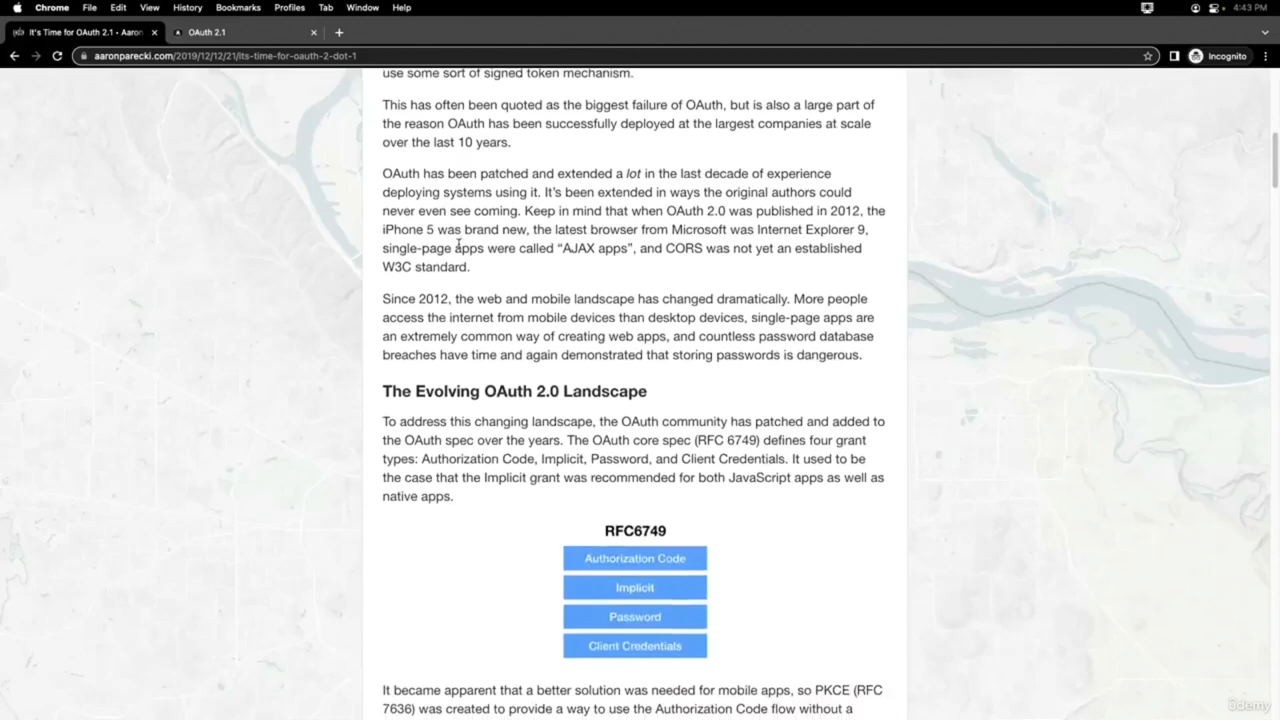 Chrome File Edit View History Bookmarks Profiles Tab Window Help 4:43 PM
It's Time for OAuth 2.1 • Aaron
OAuth 2.1
aaronparecki.com/2019/12/12/21/its-time-for-oauth-2-dot-1
Incognito
use some sort of signed token mechanism.
This has often been quoted as the biggest failure of OAuth, but is also a large part of
the reason OAuth has been successfully deployed at the largest companies at scale
over the last 10 years.
OAuth has been patched and extended a lot in the last decade of experience
deploying systems using it. It's been extended in ways the original authors could
never even see coming. Keep in mind that when OAuth 2.0 was published in 2012, the
iPhone 5 was brand new, the latest browser from Microsoft was Internet Explorer 9,
single-page apps were called “AJAX apps”, and CORS was not yet an established
W3C standard.
Since 2012, the web and mobile landscape has changed dramatically. More people
access the internet from mobile devices than desktop devices, single-page apps are
an extremely common way of creating web apps, and countless password database
breaches have time and again demonstrated that storing passwords is dangerous.
The Evolving OAuth 2.0 Landscape
To address this changing landscape, the OAuth community has patched and added to
the OAuth spec over the years. The OAuth core spec (RFC 6749) defines four grant
types: Authorization Code, Implicit, Password, and Client Credentials. It used to be
the case that the Implicit grant was recommended for both JavaScript apps as well as
native apps.
RFC6749
Authorization Code
Implicit
Password
Client Credentials
It became apparent that a better solution was needed for mobile apps, so PKCE (RFC
7636) was created to provide a way to use the Authorization Code flow without a
ûdemy